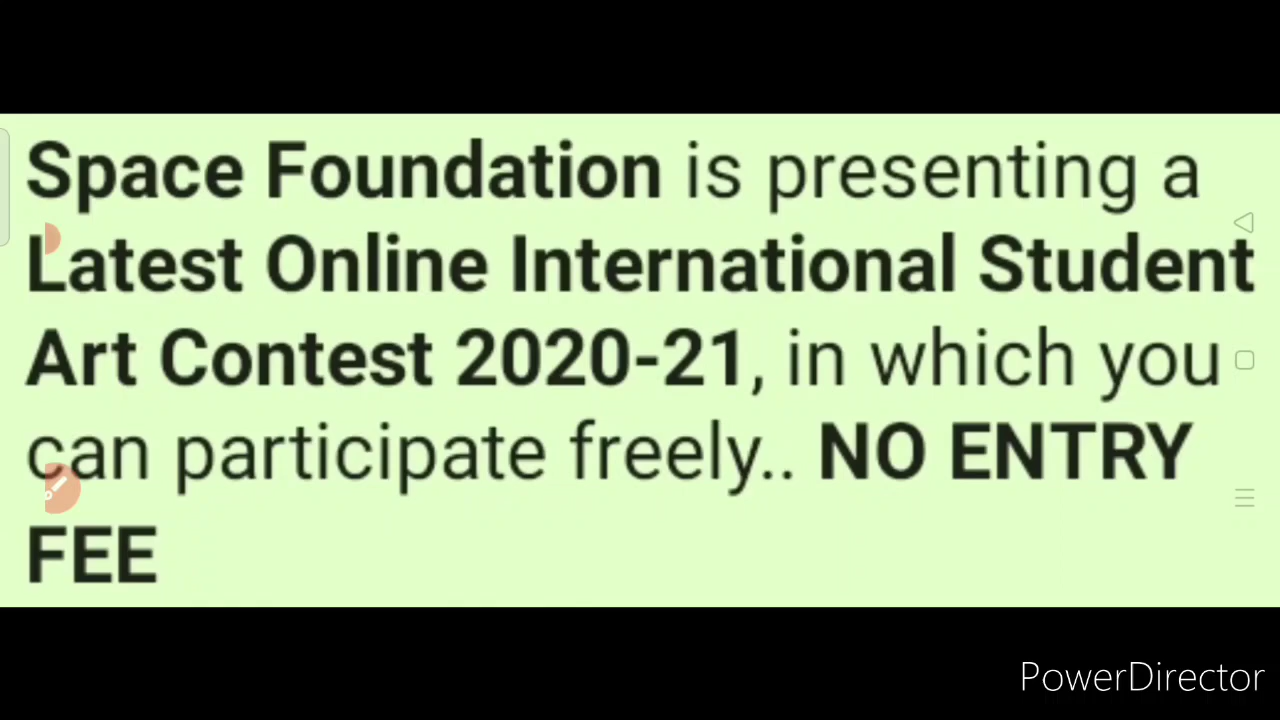 Space Foundation is presenting a
Latest Online International Student
Art Contest 2020-21, in which you
can participate freely.. NO ENTRY
FEE
PowerDirector